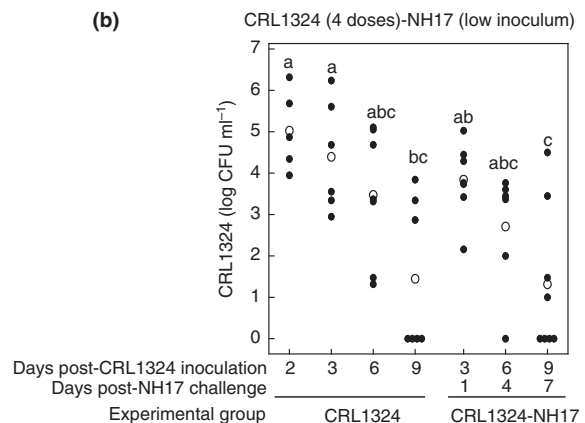 (b)
CRL1324 (4 doses)-NH17 (low inoculum)
7
6
5
4
3
2
1
0
CRL1324 (log CFU ml⁻¹)
a
a
abc
bc
ab
abc
c
Days post-CRL1324 inoculation 2 3 6 9 3 6 9
Days post-NH17 challenge 1 4 7
Experimental group CRL1324 CRL1324-NH17